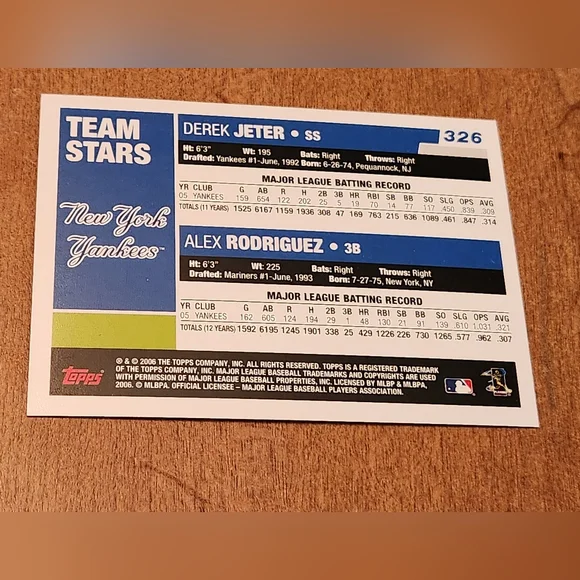 TEAM
STARS
New York
Yankees™
326
DEREK JETER • SS
Ht: 6'3" Wt: 195 Bats: Right Throws: Right
Drafted: Yankees #1-June, 1992 Born: 6-26-74, Pequannock, NJ
MAJOR LEAGUE BATTING RECORD
YR CLUB G AB R H 2B 3B HR RBI SB BB SO SLG OPS AVG
05 YANKEES 159 654 122 202 25 5 19 70 14 77 117 .450 .839 .309
TOTALS (11 YEARS) 1525 6167 1159 1936 308 47 169 763 215 636 1089 .461 .847 .314
ALEX RODRIGUEZ • 3B
Ht: 6'3" Wt: 225 Bats: Right Throws: Right
Drafted: Mariners #1-June, 1993 Born: 7-27-75, New York, NY
MAJOR LEAGUE BATTING RECORD
YR CLUB G AB R H 2B 3B HR RBI SB BB SO SLG OPS AVG
05 YANKEES 162 605 124 194 29 1 48 130 21 91 139 .610 1.031 .321
TOTALS (12 YEARS) 1592 6195 1245 1901 338 25 429 1226 226 730 1265 .577 .962 .307
Topps
® & © 2006 THE TOPPS COMPANY, INC. ALL RIGHTS RESERVED. TOPPS IS A REGISTERED TRADEMARK
OF THE TOPPS COMPANY, INC. MAJOR LEAGUE BASEBALL TRADEMARKS AND COPYRIGHTS ARE USED
WITH PERMISSION OF MAJOR LEAGUE BASEBALL PROPERTIES, INC. LICENSED BY MLBP & MLBPA,
2006. © MLBPA. OFFICIAL LICENSEE – MAJOR LEAGUE BASEBALL PLAYERS ASSOCIATION.